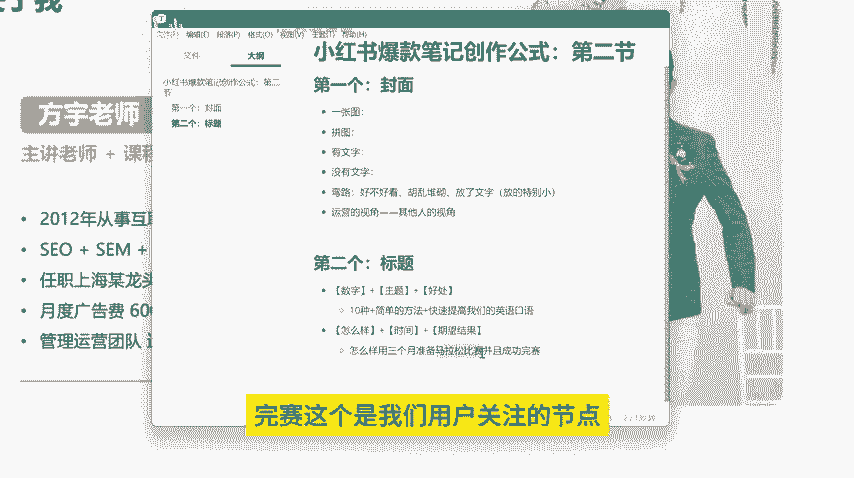 方宇老师
主讲老师 + 课程
2012年从事互联
SEO + SEM +
任职上海某龙头
月度广告费 60
管理运营团队
文件(F) 编辑(E) 段落(P) 格式(O) 视图(V) 主题(T) 帮助(H)
文件 大纲
小红书爆款笔记创作公式：第二节
第一个：封面
第二个：标题
小红书爆款笔记创作公式：第二节
第一个：封面
一张图：
拼图：
有文字：
没有文字：
弯路：好不好看、胡乱堆砌、放了文字（放的特别小）
运营的视角——其他人的视角
第二个：标题
【数字】+【主题】+【好处】
10种+简单的方法+快速提高我们的英语口语
【怎么样】+【时间】+【期望结果】
怎么样用三个月准备马拉松比赛并且成功完赛
完赛这个是我们用户关注的节点